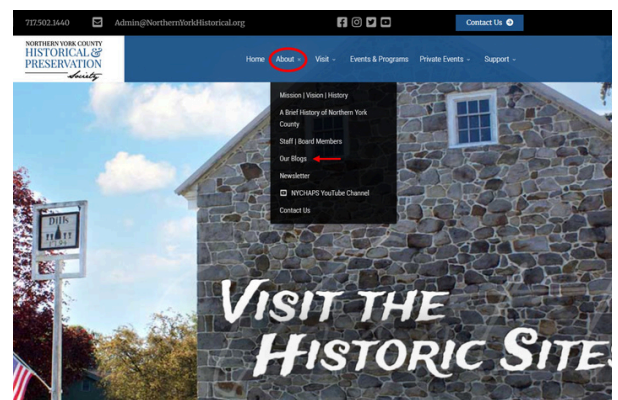 717.502.1440 Admin@NorthernYorkHistorical.org Contact Us
NORTHERN YORK COUNTY
HISTORICAL &
PRESERVATION
Society
Home About Visit Events & Programs Private Events Support
Mission | Vision | History
A Brief History of Northern York
County
Staff | Board Members
Our Blogs
Newsletter
NYCHAPS YouTube Channel
Contact Us
Dills
VISIT THE
HISTORIC SITES